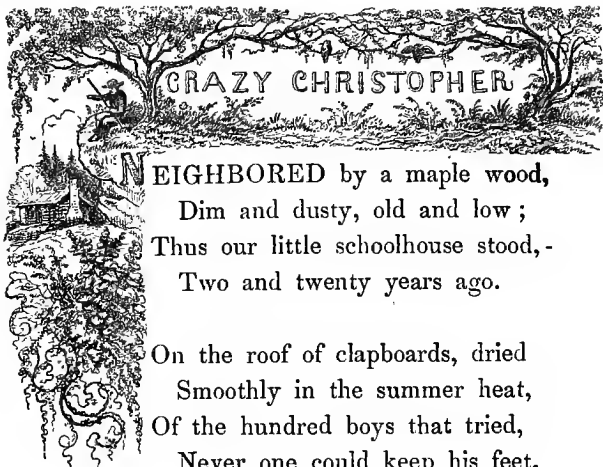 CRAZY CHRISTOPHER
NEIGHBORED by a maple wood,
Dim and dusty, old and low ;
Thus our little schoolhouse stood,-
Two and twenty years ago.
On the roof of clapboards, dried
Smoothly in the summer heat,
Of the hundred boys that tried,
Never one could keep his feet.